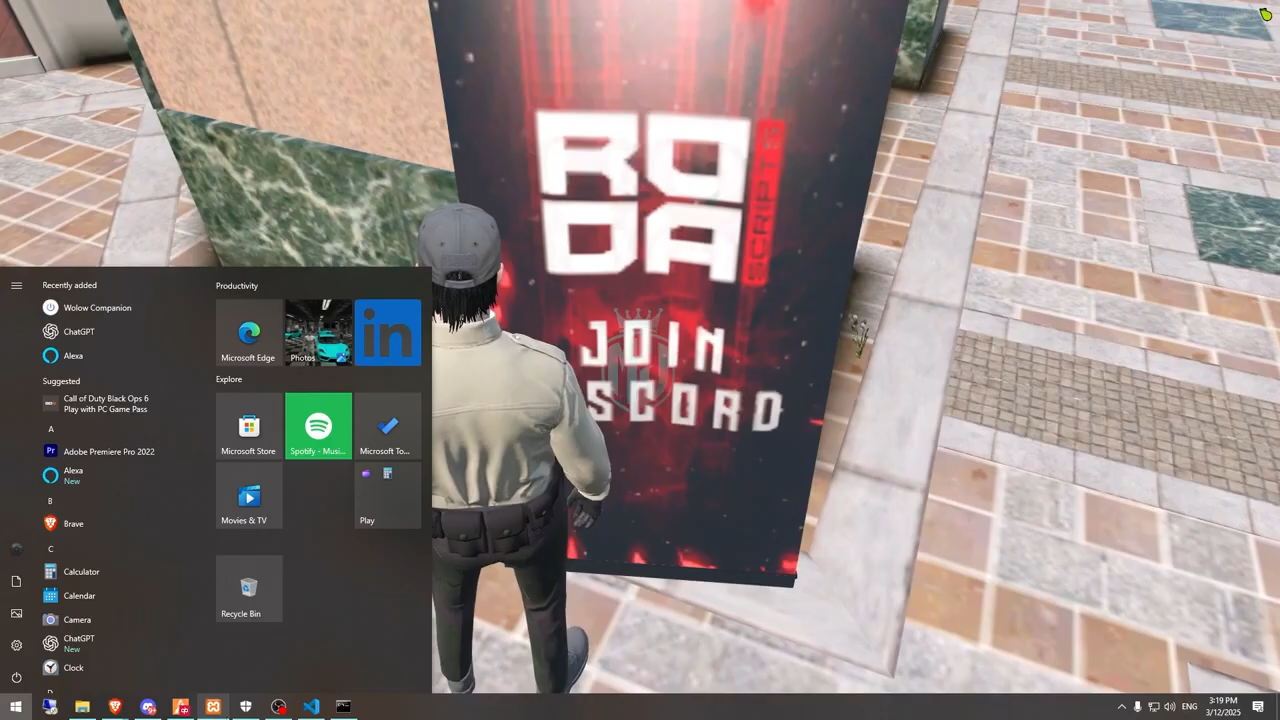 RO
DA
SCRIPTS
JOIN
SCORD
Recently added
Wolow Companion
ChatGPT
Alexa
Suggested
Call of Duty Black Ops 6
Play with PC Game Pass
A
Adobe Premiere Pro 2022
Alexa
New
B
Brave
C
Calculator
Calendar
Camera
ChatGPT
New
Clock
Productivity
Microsoft Edge
Photos
in
Explore
Microsoft Store
Spotify - Musi...
Microsoft To...
Movies & TV
Play
Recycle Bin
ENG
3:19 PM
3/12/2025